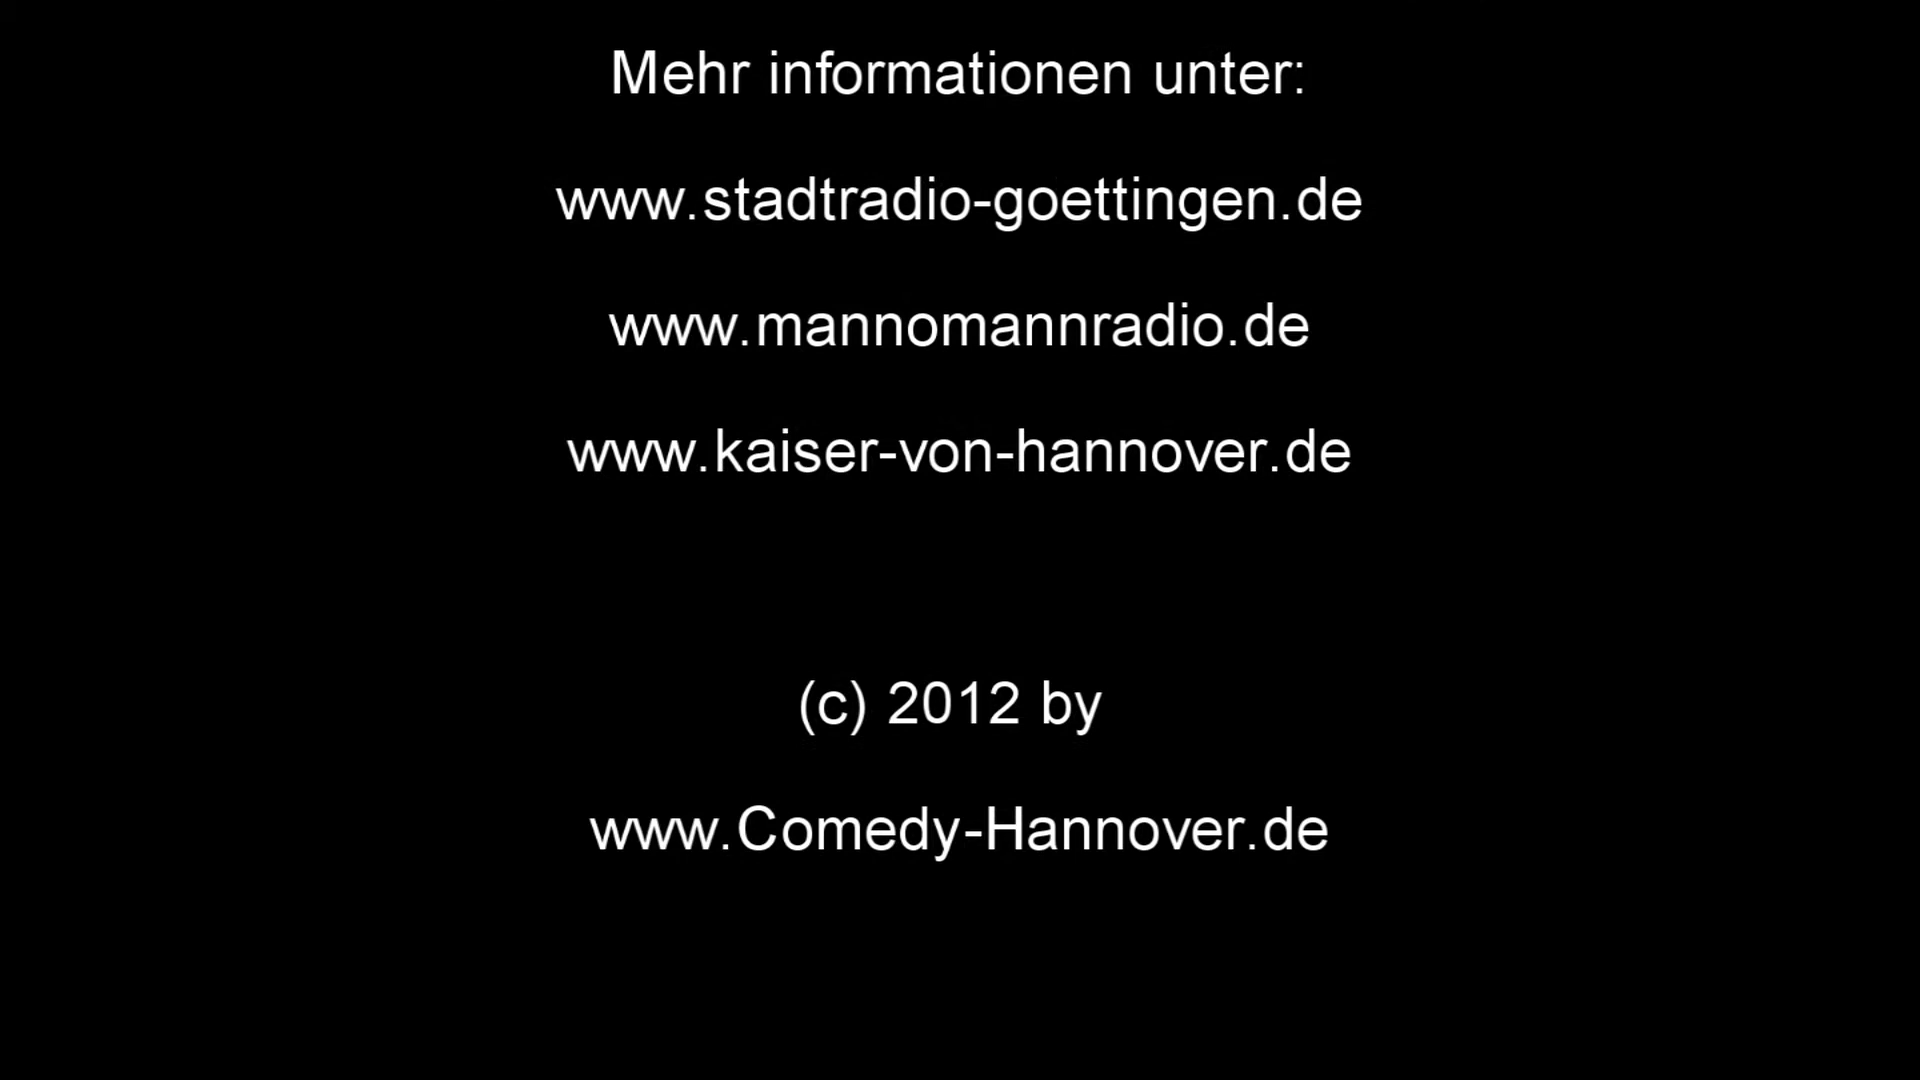 Mehr informationen unter:
www.stadtradio-goettingen.de
www.mannomannradio.de
www.kaiser-von-hannover.de
(c) 2012 by
www.Comedy-Hannover.de